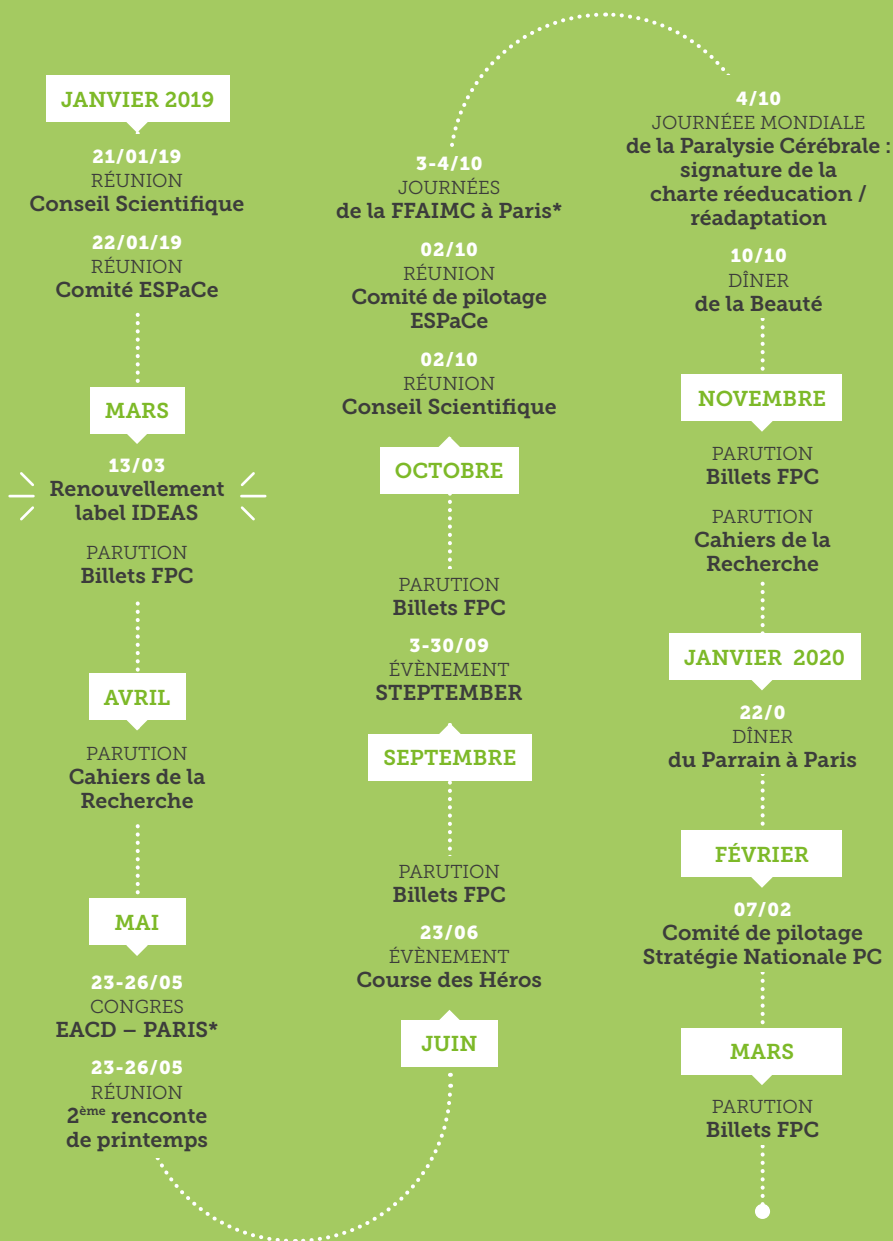 JANVIER 2019
21/01/19
RÉUNION
Conseil Scientifique
22/01/19
RÉUNION
Comité ESPaCe
MARS
13/03
Renouvellement
label IDEAS
PARUTION
Billets FPC
AVRIL
PARUTION
Cahiers de la
Recherche
MAI
23-26/05
CONGRES
EACD – PARIS*
23-26/05
RÉUNION
2ème renconte
de printemps
3-4/10
JOURNÉES
de la FFAIMC à Paris*
02/10
RÉUNION
Comité de pilotage
ESPaCe
02/10
RÉUNION
Conseil Scientifique
OCTOBRE
PARUTION
Billets FPC
3-30/09
ÉVÈNEMENT
STEPTEMBER
SEPTEMBRE
PARUTION
Billets FPC
23/06
ÉVÈNEMENT
Course des Héros
JUIN
4/10
JOURNÉEE MONDIALE
de la Paralysie Cérébrale :
signature de la
charte rééducation /
réadaptation
10/10
DÎNER
de la Beauté
NOVEMBRE
PARUTION
Billets FPC
PARUTION
Cahiers de la
Recherche
JANVIER 2020
22/0
DÎNER
du Parrain à Paris
FÉVRIER
07/02
Comité de pilotage
Stratégie Nationale PC
MARS
PARUTION
Billets FPC